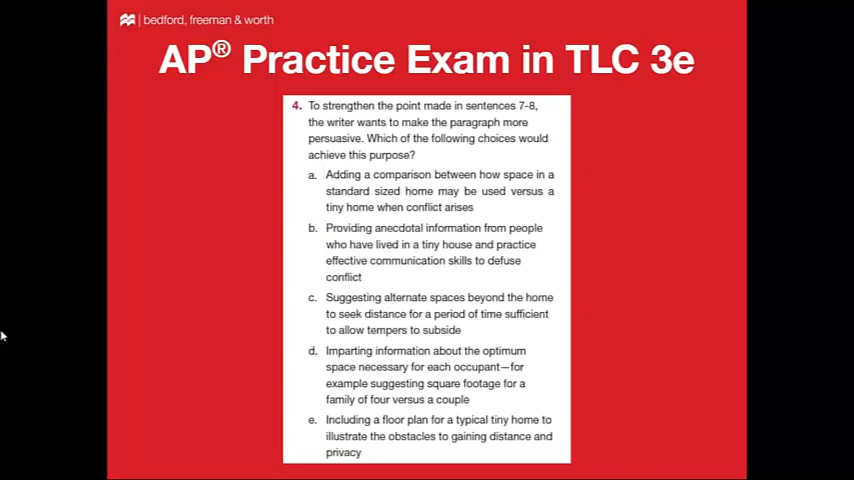 bedford, freeman & worth
AP® Practice Exam in TLC 3e
4. To strengthen the point made in sentences 7-8,
the writer wants to make the paragraph more
persuasive. Which of the following choices would
achieve this purpose?
a. Adding a comparison between how space in a
standard sized home may be used versus a
tiny home when conflict arises
b. Providing anecdotal information from people
who have lived in a tiny house and practice
effective communication skills to defuse
conflict
c. Suggesting alternate spaces beyond the home
to seek distance for a period of time sufficient
to allow tempers to subside
d. Imparting information about the optimum
space necessary for each occupant—for
example suggesting square footage for a
family of four versus a couple
e. Including a floor plan for a typical tiny home to
illustrate the obstacles to gaining distance and
privacy